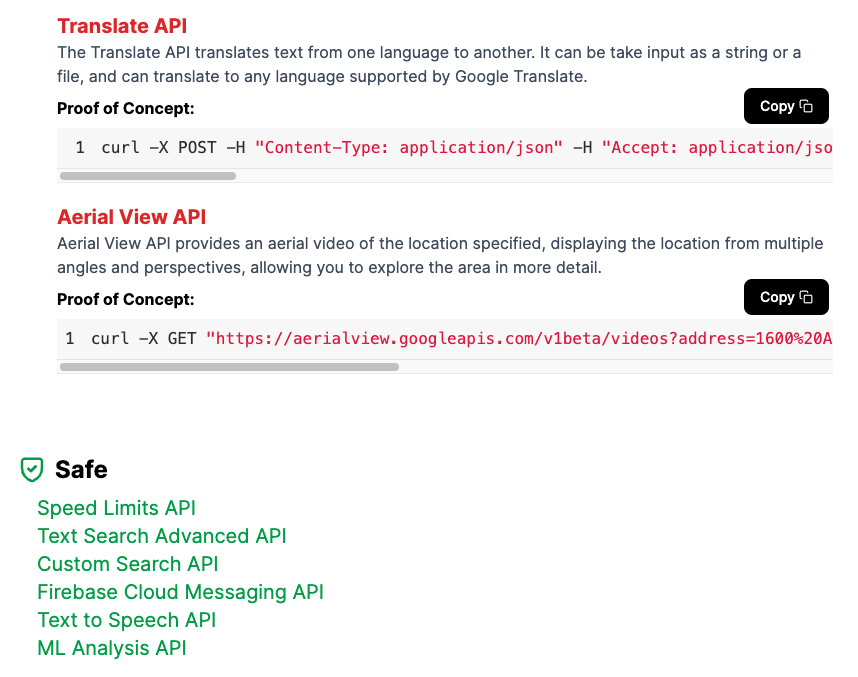 Translate API
The Translate API translates text from one language to another. It can be take input as a string or a
file, and can translate to any language supported by Google Translate.
Proof of Concept:
Copy
1 curl -X POST -H "Content-Type: application/json" -H "Accept: application/jso
Aerial View API
Aerial View API provides an aerial video of the location specified, displaying the location from multiple
angles and perspectives, allowing you to explore the area in more detail.
Proof of Concept:
Copy
1 curl -X GET "https://aerialview.googleapis.com/v1beta/videos?address=1600%20A
Safe
Speed Limits API
Text Search Advanced API
Custom Search API
Firebase Cloud Messaging API
Text to Speech API
ML Analysis API